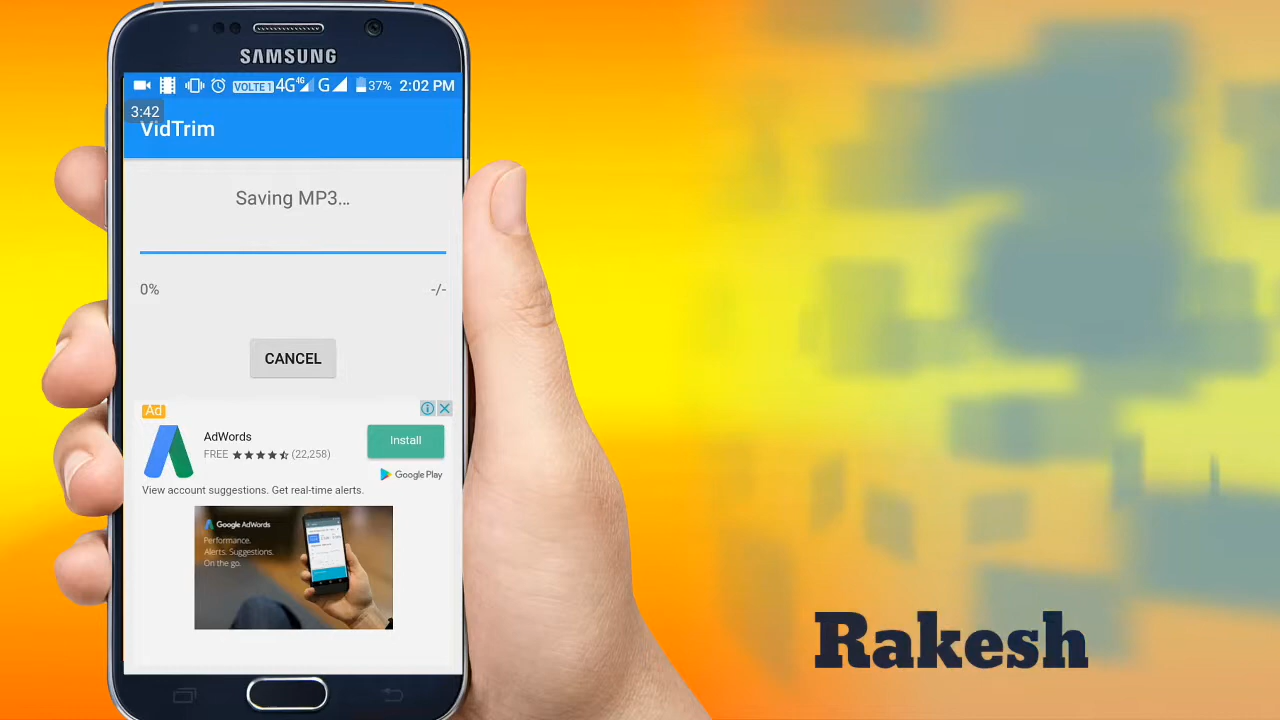 SAMSUNG
VOLTE 1 4G 4G G 37% 2:02 PM
3:42
VidTrim
Saving MP3...
0% -/-
CANCEL
Ad
AdWords
FREE (22,258)
Install
Google Play
View account suggestions. Get real-time alerts.
Google AdWords
Performance.
Alerts. Suggestions.
On the go.
Rakesh